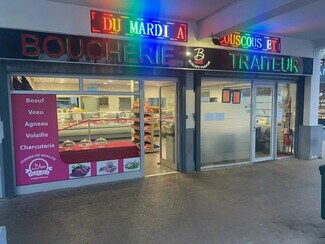 DU MARDI A
COUSCOUS ET
BOUCHERIE
B
TRAITEUR
Boeuf
Veau
Agneau
Volaille
Charcuterie